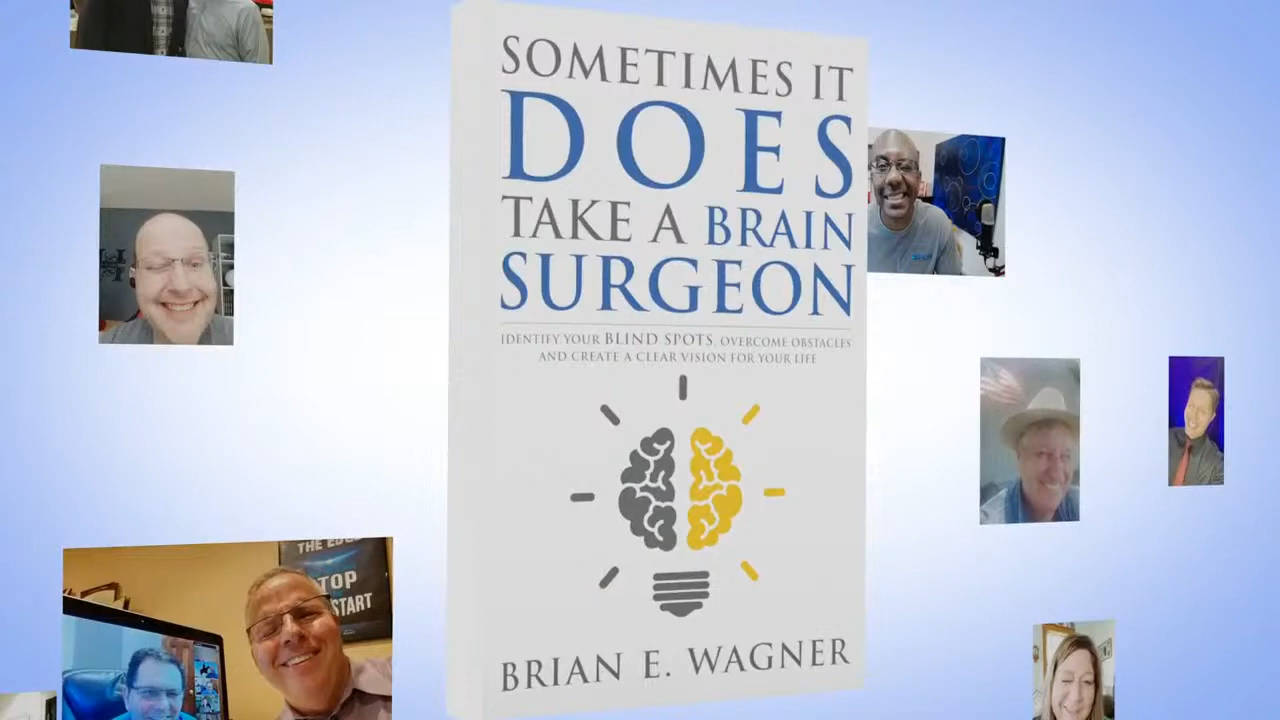 SOMETIMES IT
DOES
TAKE A BRAIN
SURGEON
IDENTIFY YOUR BLIND SPOTS, OVERCOME OBSTACLES
AND CREATE A CLEAR VISION FOR YOUR LIFE
BRIAN E. WAGNER
THE EDGE
TOP
START